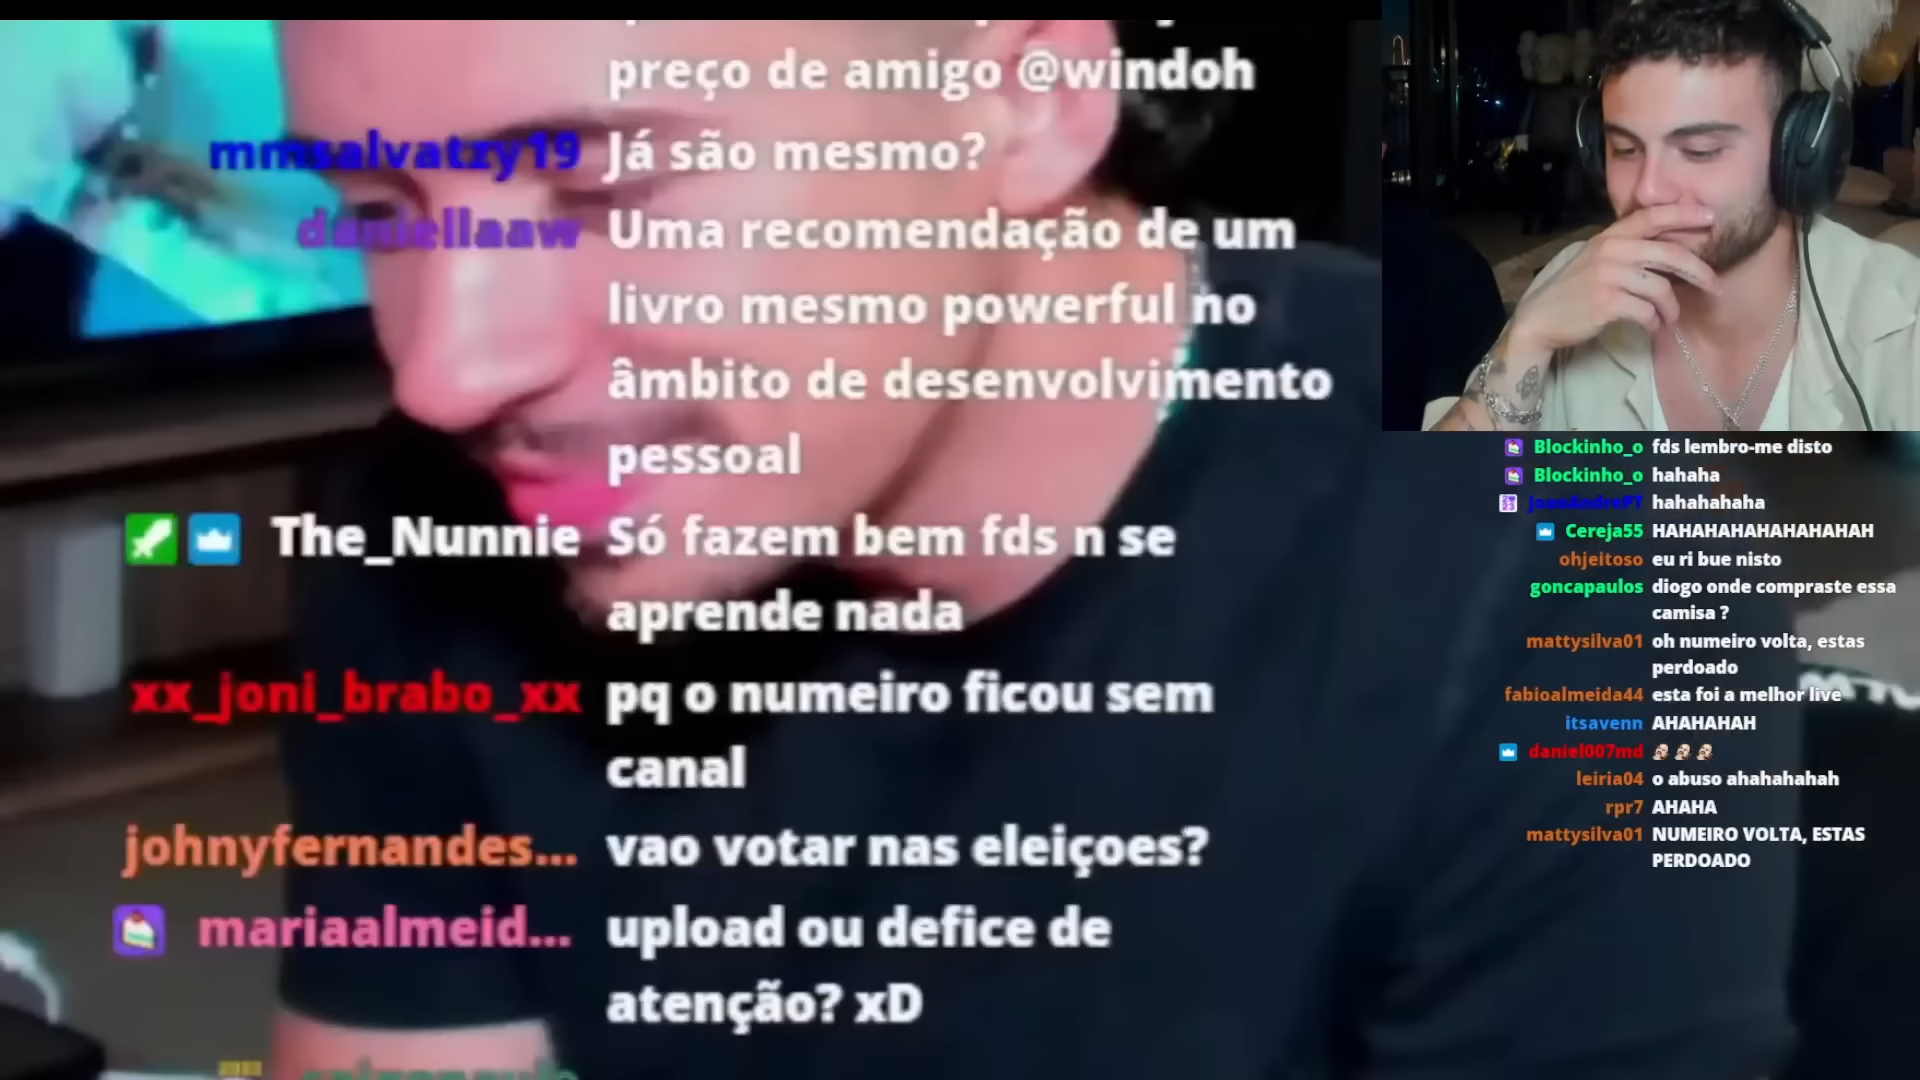 preço de amigo @windoh
mmsalvatzy19 Já são mesmo?
daniellaaw Uma recomendação de um
livro mesmo powerful no
âmbito de desenvolvimento
pessoal
The_Nunnie Só fazem bem fds n se
aprende nada
xx_joni_brabo_xx pq o numeiro ficou sem
canal
johnyfernandes... vao votar nas eleiçoes?
mariaalmeid... upload ou defice de
atenção? xD
Blockinho_o fds lembro-me disto
Blockinho_o hahaha
hahahahaha
Cereja55 HAHAHAHAHAHAHAHAH
ohjeitoso eu ri bue nisto
goncapaulos diogo onde compraste essa
camisa ?
mattysilva01 oh numeiro volta, estas
perdoado
fabioalmeida44 esta foi a melhor live
itsavenn AHAHAHAH
daniel007md
leiria04 o abuso ahahahahah
rpr7 AHAHA
mattysilva01 NUMEIRO VOLTA, ESTAS
PERDOADO